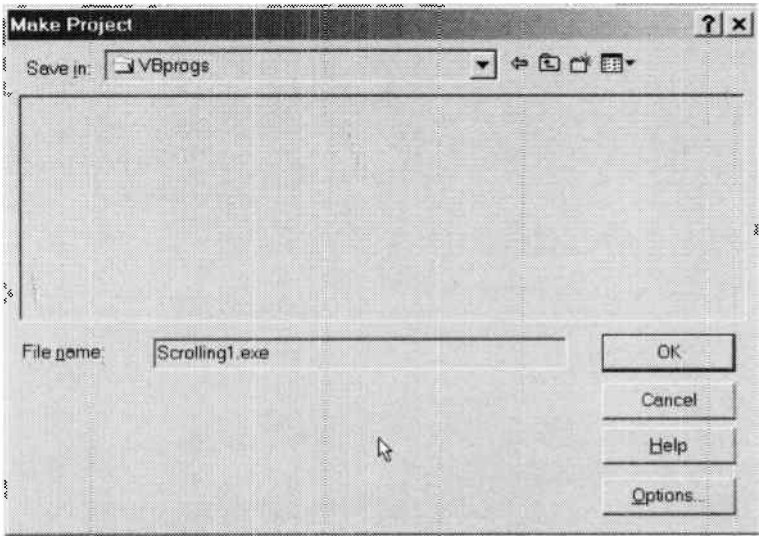 Make Project
Save in: VBprogs
File name: Scrolling1.exe
OK
Cancel
Help
Options...